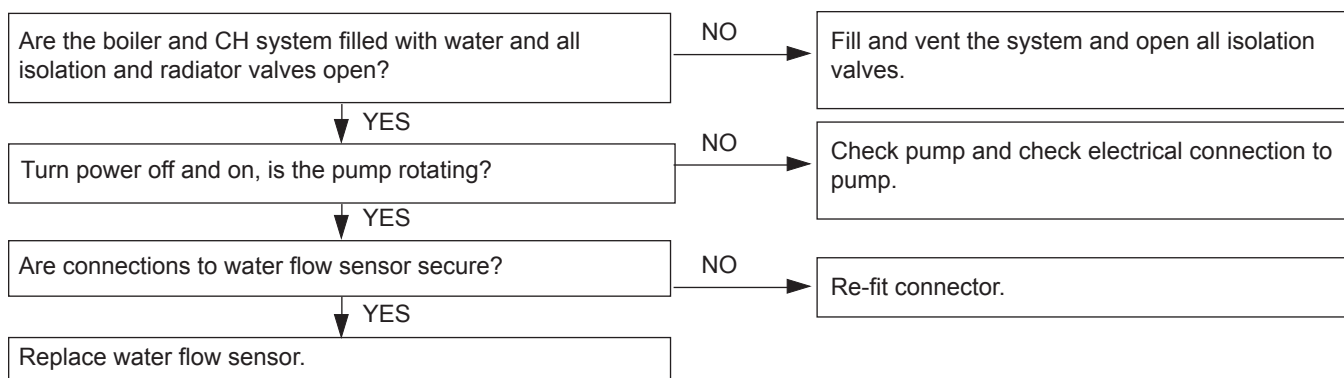 Are the boiler and CH system filled with water and all
isolation and radiator valves open?
NO
Fill and vent the system and open all isolation
valves.
YES
Turn power off and on, is the pump rotating?
NO
Check pump and check electrical connection to
pump.
YES
Are connections to water flow sensor secure?
NO
Re-fit connector.
YES
Replace water flow sensor.